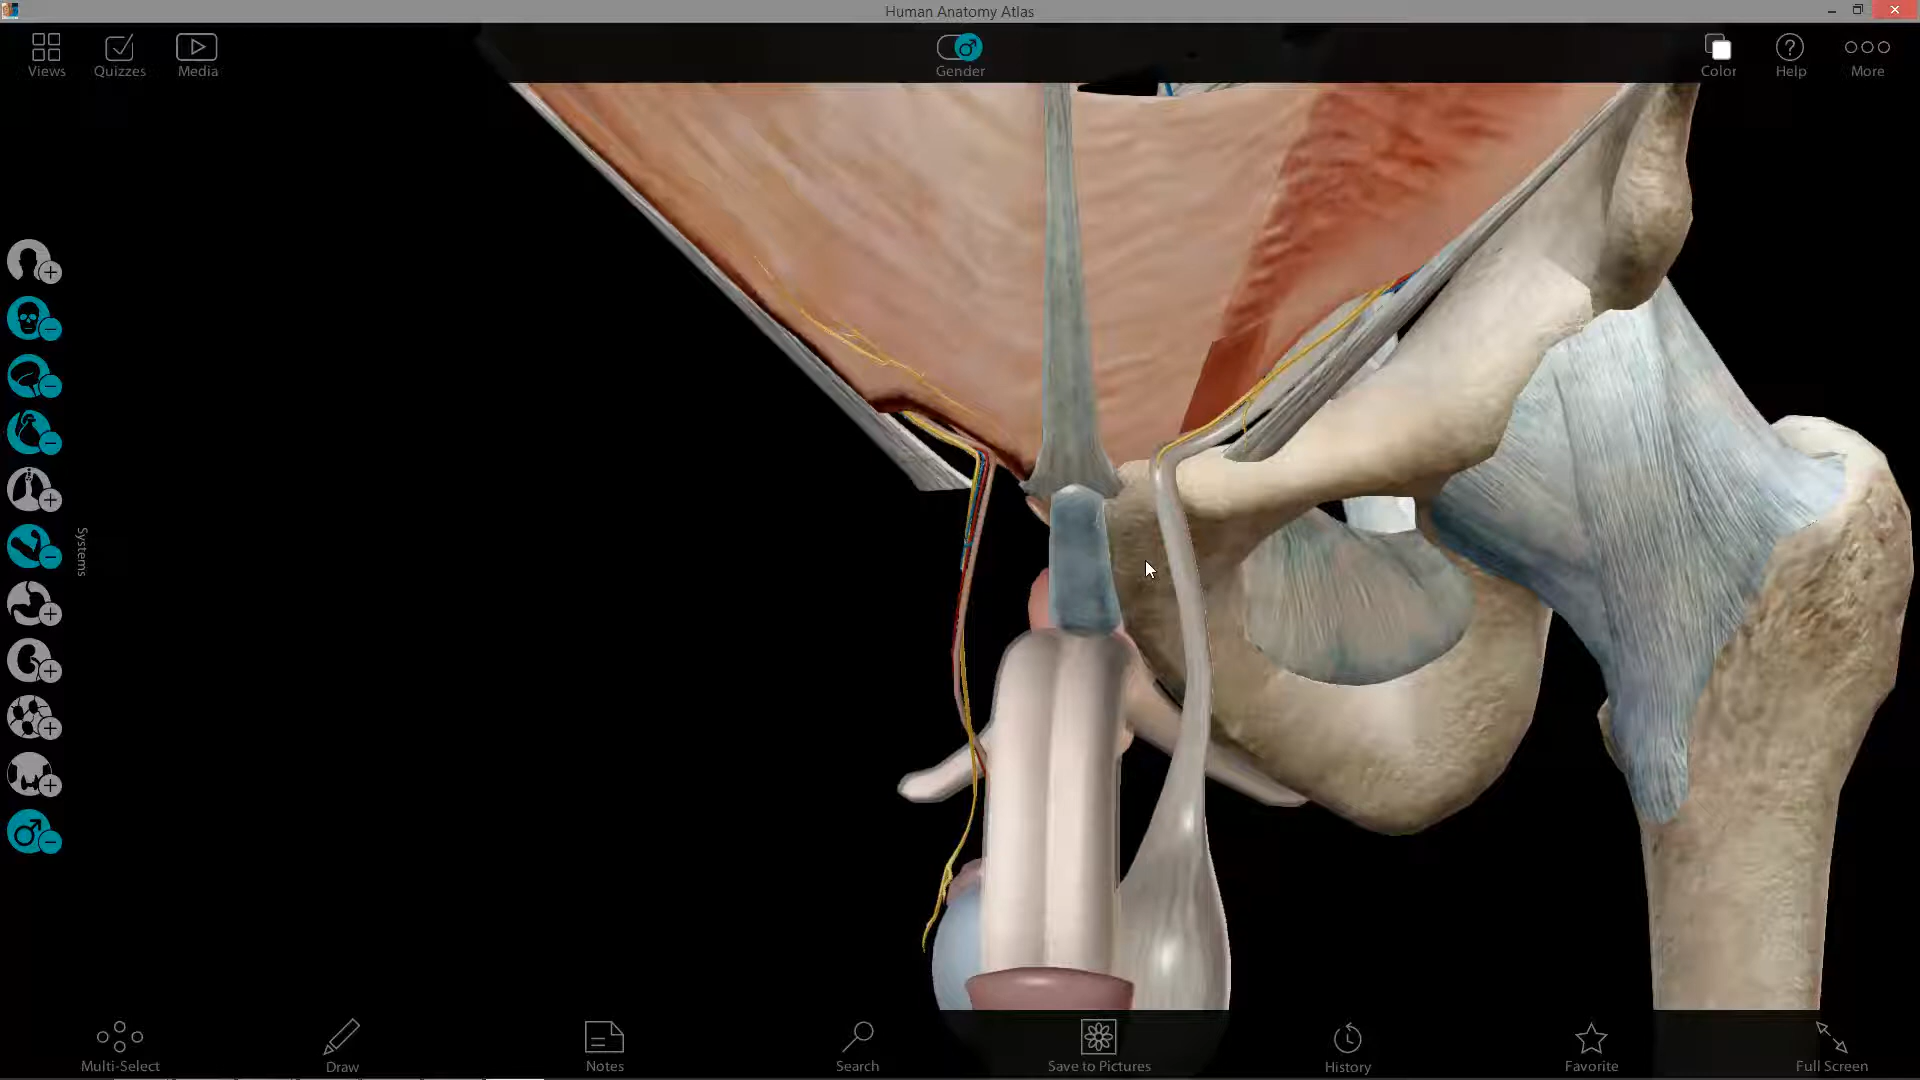 Human Anatomy Atlas
Views
Quizzes
Media
Gender
Color
Help
More
Systems
Multi-Select
Draw
Notes
Search
Save to Pictures
History
Favorite
Full Screen